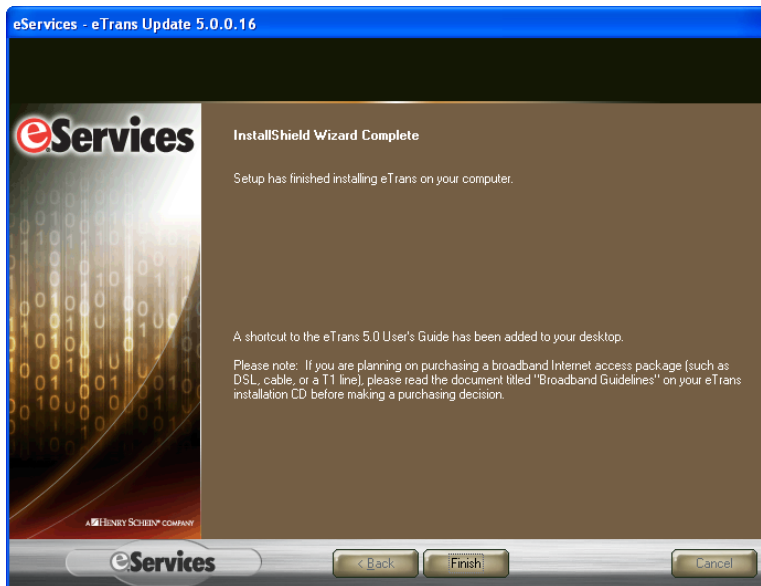 eServices - eTrans Update 5.0.0.16
eServices
InstallShield Wizard Complete
Setup has finished installing eTrans on your computer.
A shortcut to the eTrans 5.0 User's Guide has been added to your desktop.
Please note:  If you are planning on purchasing a broadband Internet access package (such as
DSL, cable, or a T1 line), please read the document titled "Broadband Guidelines" on your eTrans
installation CD before making a purchasing decision.
A HENRY SCHEIN® COMPANY
eServices
< Back
Finish
Cancel